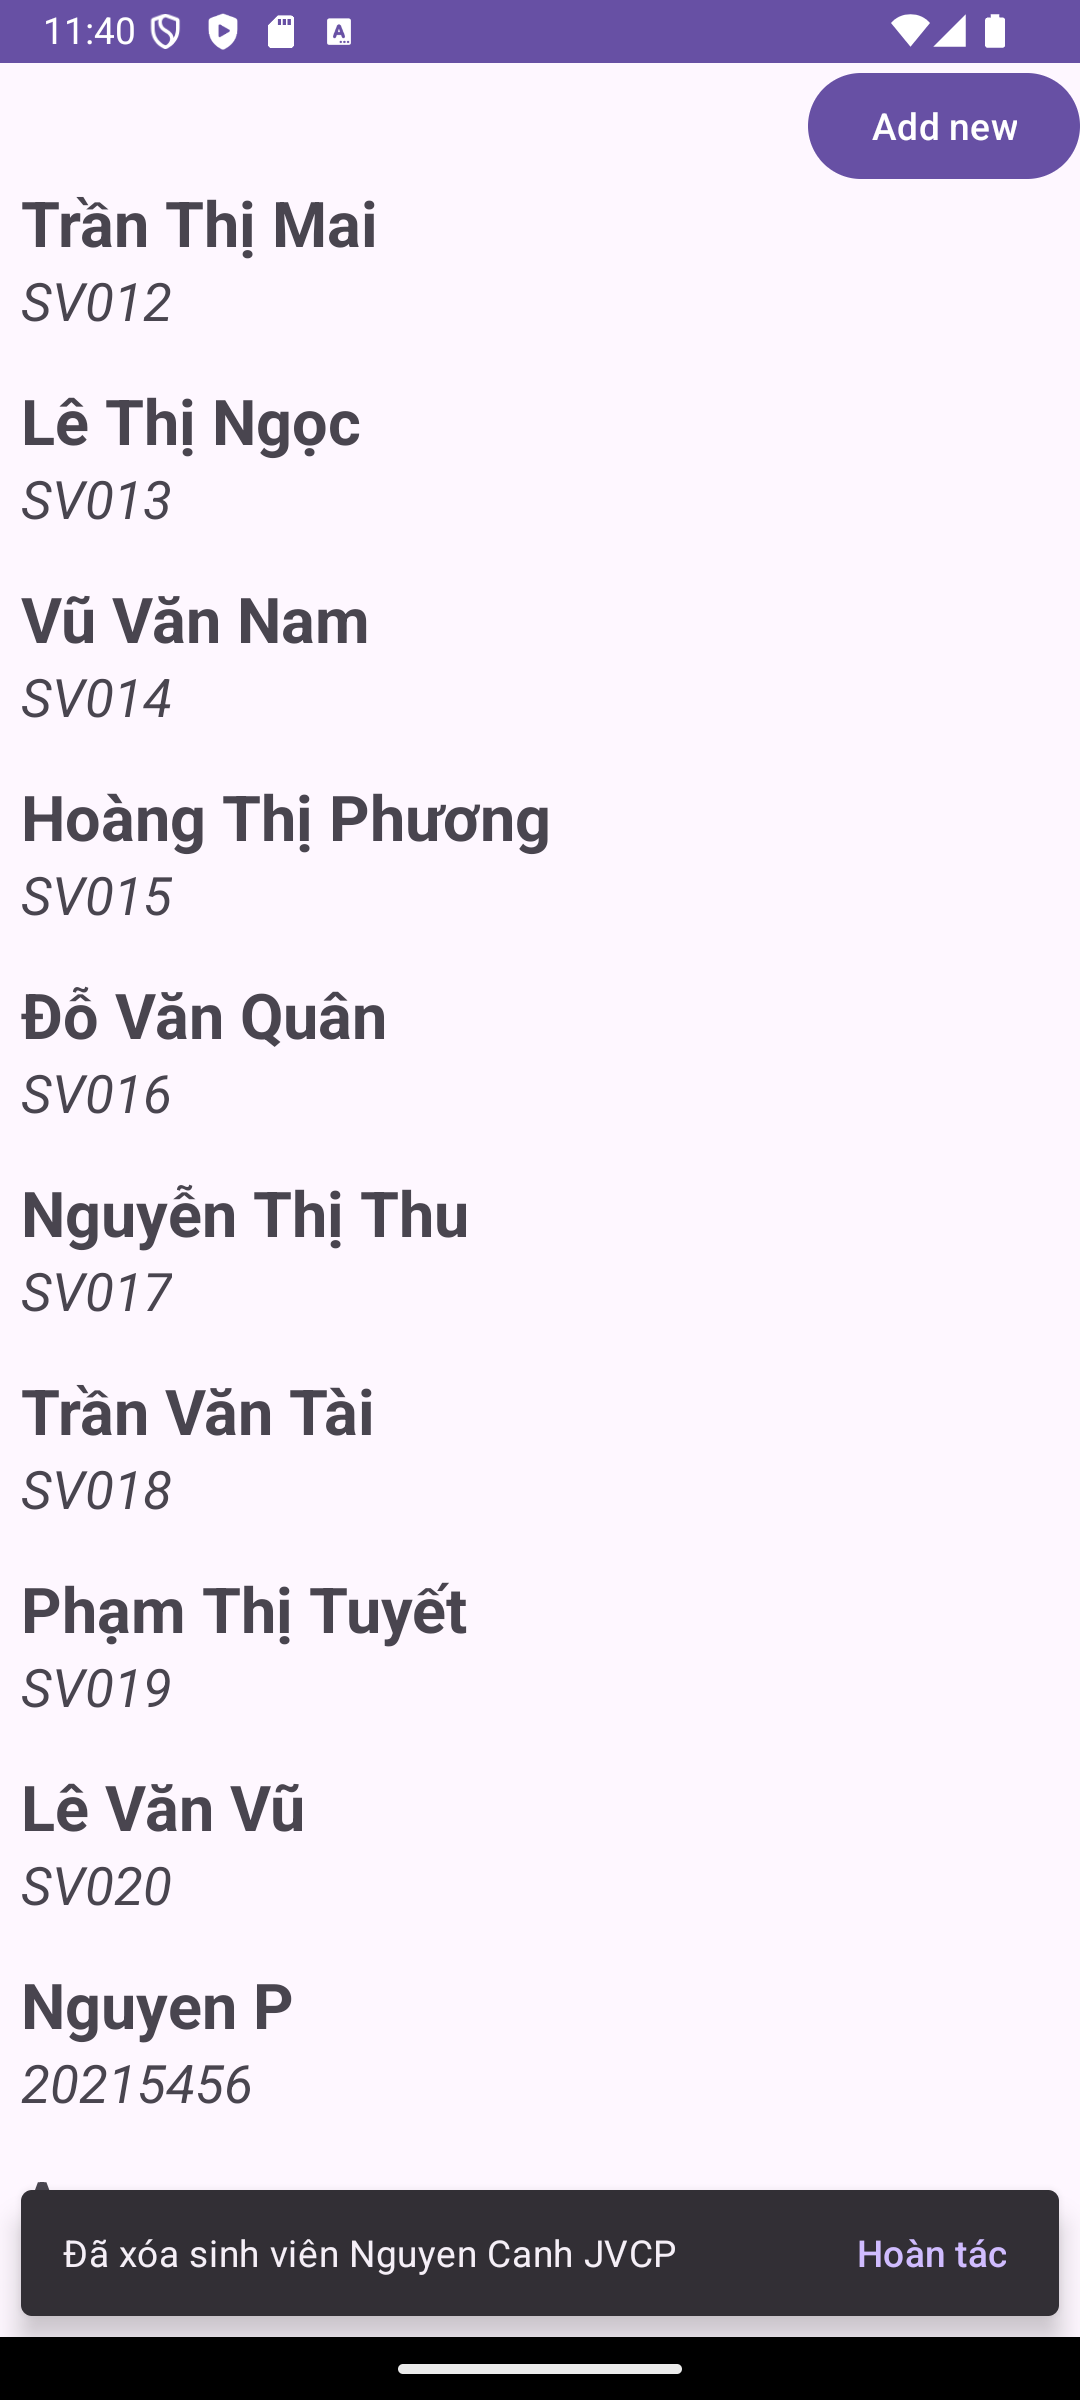 11:40
Add new
Trần Thị Mai
SV012
Lê Thị Ngọc
SV013
Vũ Văn Nam
SV014
Hoàng Thị Phương
SV015
Đỗ Văn Quân
SV016
Nguyễn Thị Thu
SV017
Trần Văn Tài
SV018
Phạm Thị Tuyết
SV019
Lê Văn Vũ
SV020
Nguyen P
20215456
Đã xóa sinh viên Nguyen Canh JVCP Hoàn tác